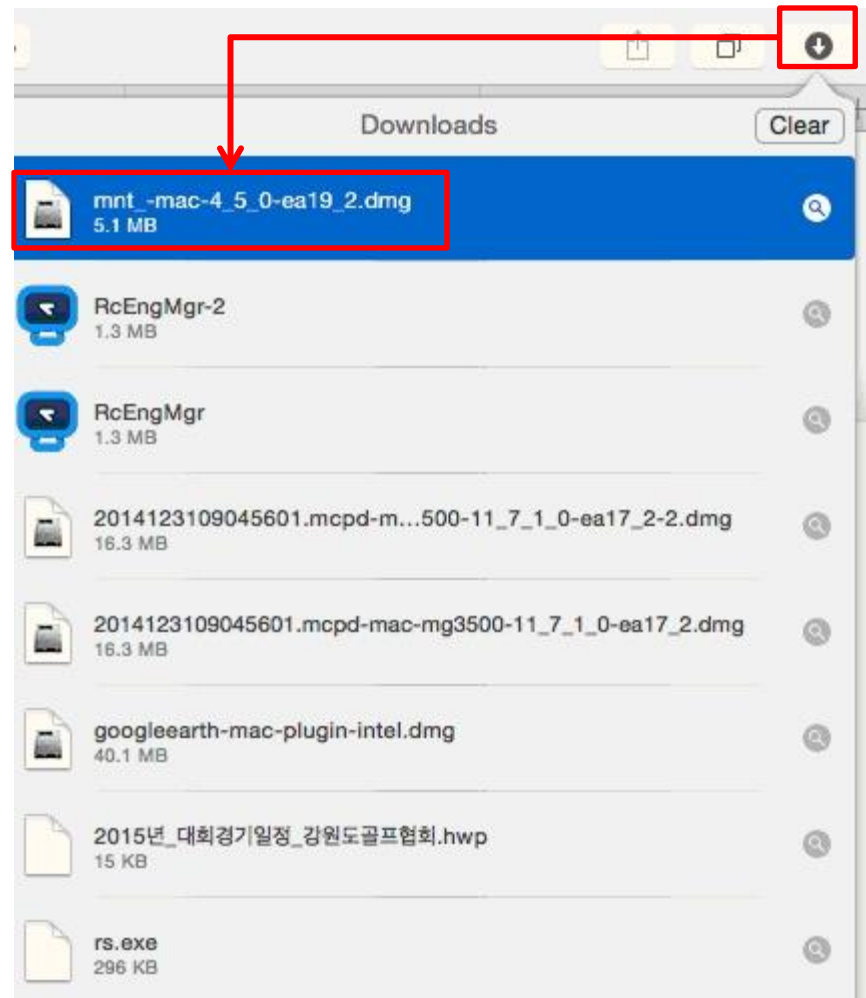 Downloads
Clear
mnt_-mac-4_5_0-ea19_2.dmg
5.1 MB
RcEngMgr-2
1.3 MB
RcEngMgr
1.3 MB
2014123109045601.mcpd-m...500-11_7_1_0-ea17_2-2.dmg
16.3 MB
2014123109045601.mcpd-mac-mg3500-11_7_1_0-ea17_2.dmg
16.3 MB
googleearth-mac-plugin-intel.dmg
40.1 MB
2015년_대회경기일정_강원도골프협회.hwp
15 KB
rs.exe
296 KB